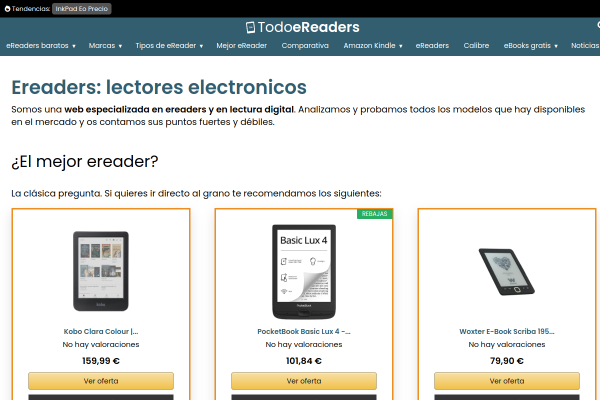 Tendencias: InkPad Eo Precio
TodoeReaders
eReaders baratos ▼ Marcas ▼ Tipos de eReader ▼ Mejor eReader Comparativa Amazon Kindle ▼ eReaders Calibre eBooks gratis ▼ Noticias
Ereaders: lectores electronicos
Somos una web especializada en ereaders y en lectura digital. Analizamos y probamos todos los modelos que hay disponibles
en el mercado y os contamos sus puntos fuertes y débiles.
¿El mejor ereader?
La clásica pregunta. Si quieres ir directo al grano te recomendamos los siguientes:
REBAJAS
Basic Lux 4
Kobo Clara Colour |... PocketBook Basic Lux 4 -... Woxter E-Book Scriba 195...
No hay valoraciones No hay valoraciones No hay valoraciones
159,99 € 101,84 € 79,90 €
Ver oferta Ver oferta Ver oferta